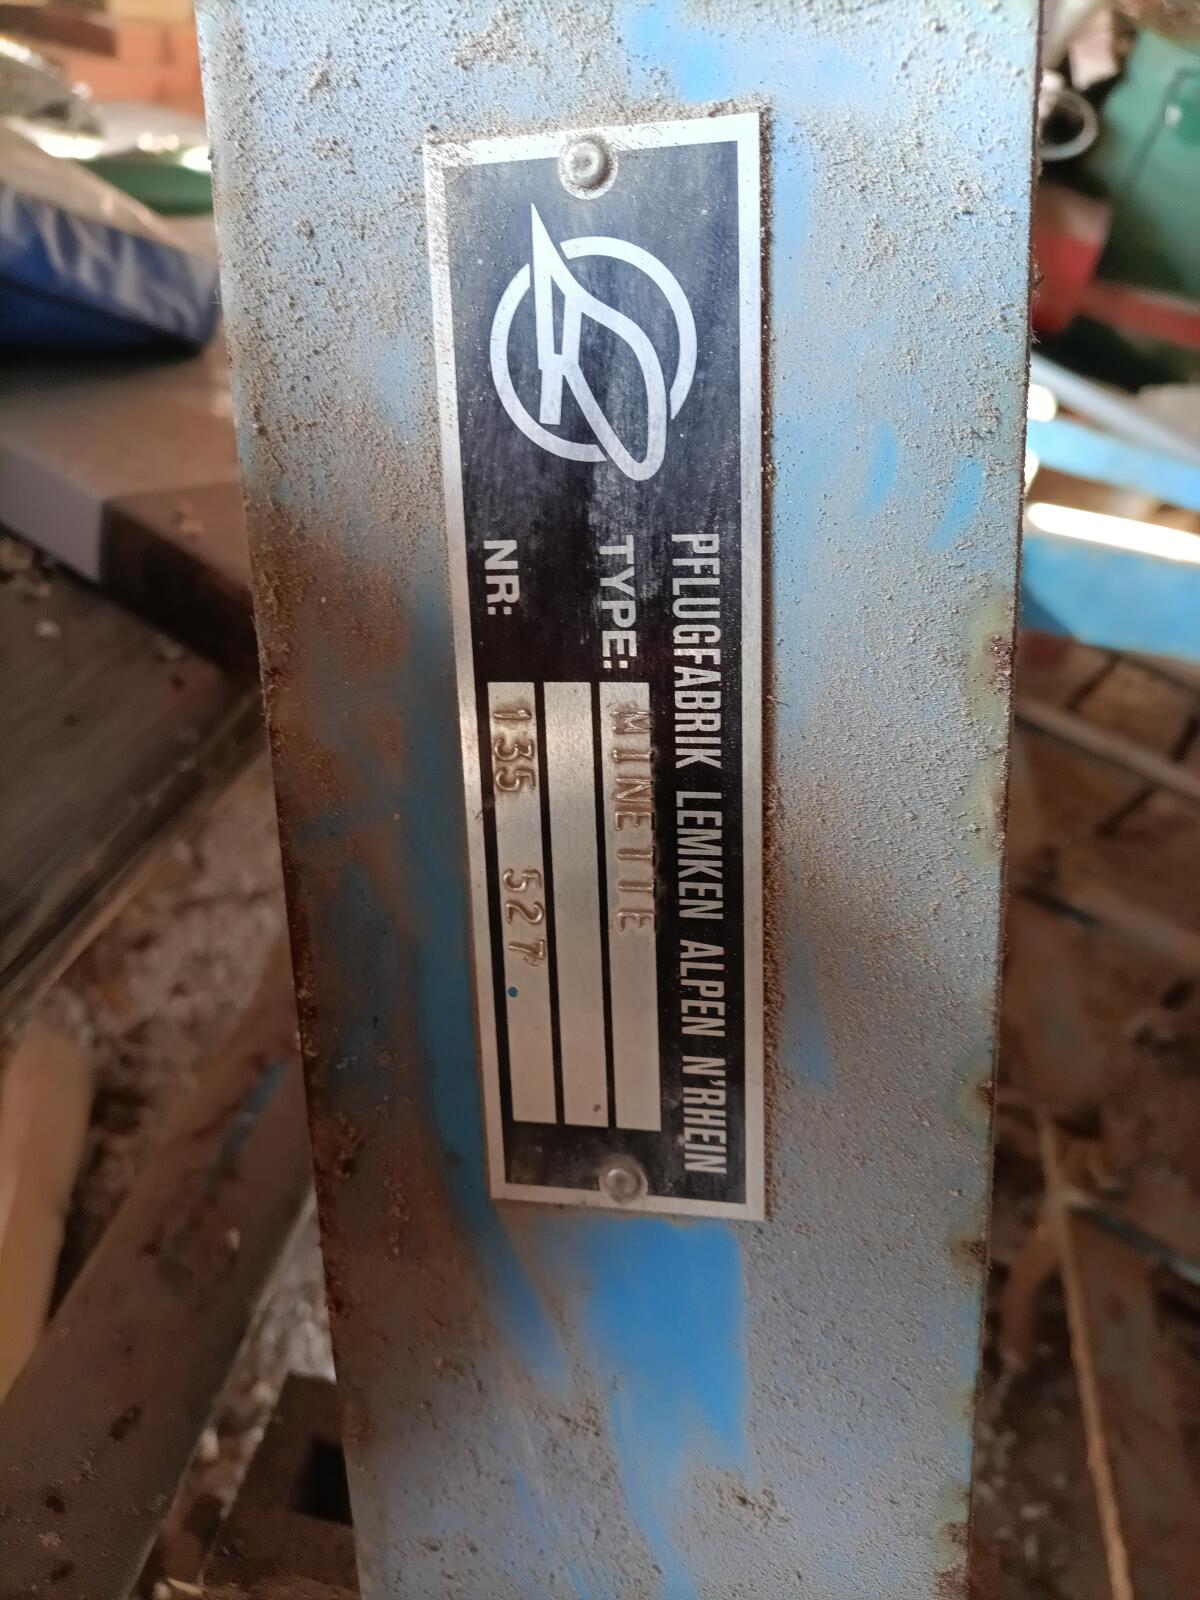 PFLUGFABRIK LEMKEN ALPEN N'RHEIN
TYPE: MINETTE
NR: 135 527